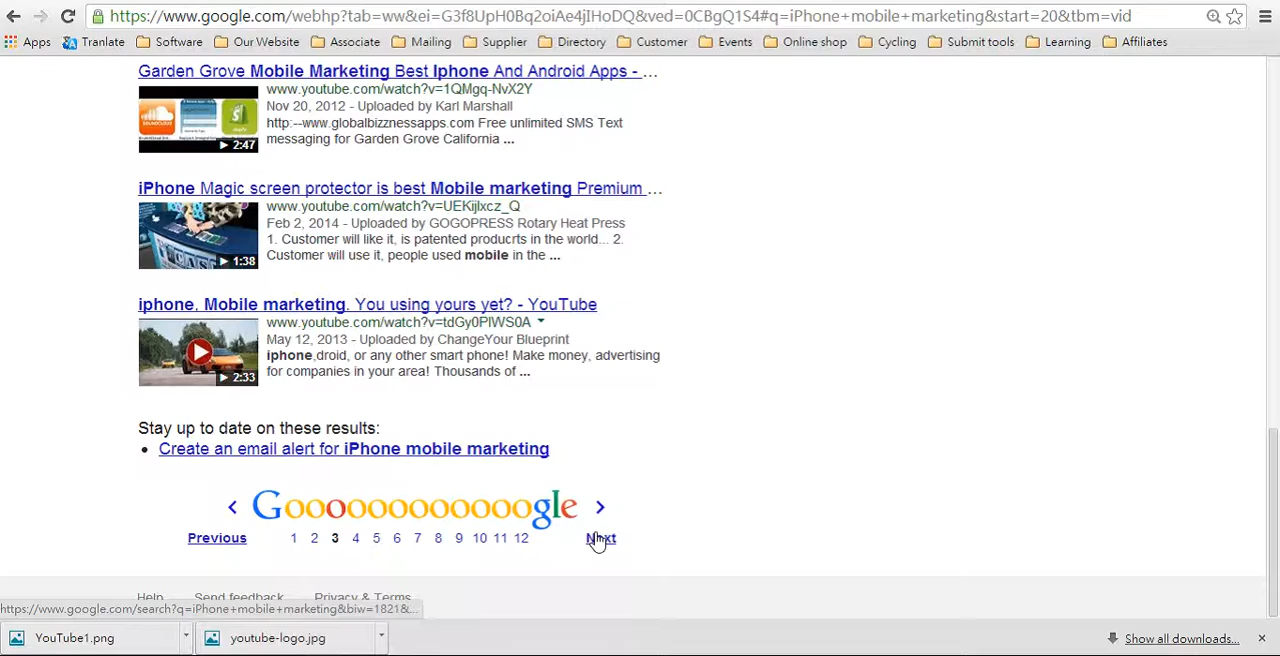 https://www.google.com/webhp?tab=ww&ei=G3f8UpH0Bq2oiAe4jIHoDQ&ved=0CBgQ1S4#q=iPhone+mobile+marketing&start=20&tbm=vid
Apps Tranlate Software Our Website Associate Mailing Supplier Directory Customer Events Online shop Cycling Submit tools Learning Affiliates
Garden Grove Mobile Marketing Best Iphone And Android Apps - ...
www.youtube.com/watch?v=1QMgq-NvX2Y
Nov 20, 2012 - Uploaded by Karl Marshall
http:--www.globalbizznessapps.com Free unlimited SMS Text
messaging for Garden Grove California ...
2:47
iPhone Magic screen protector is best Mobile marketing Premium ...
www.youtube.com/watch?v=UEKijlxcz_Q
Feb 2, 2014 - Uploaded by GOGOPRESS Rotary Heat Press
1. Customer will like it, is patented producrts in the world... 2.
Customer will use it, people used mobile in the ...
1:38
iphone, Mobile marketing. You using yours yet? - YouTube
www.youtube.com/watch?v=tdGy0PlWS0A
May 12, 2013 - Uploaded by ChangeYour Blueprint
iphone,droid, or any other smart phone! Make money, advertising
for companies in your area! Thousands of ...
2:33
Stay up to date on these results:
Create an email alert for iPhone mobile marketing
Goooooooooooogle
Previous 1 2 3 4 5 6 7 8 9 10 11 12 Next
Help Send feedback Privacy & Terms
https://www.google.com/search?q=iPhone+mobile+marketing&biw=1821&...
YouTube1.png youtube-logo.jpg Show all downloads...